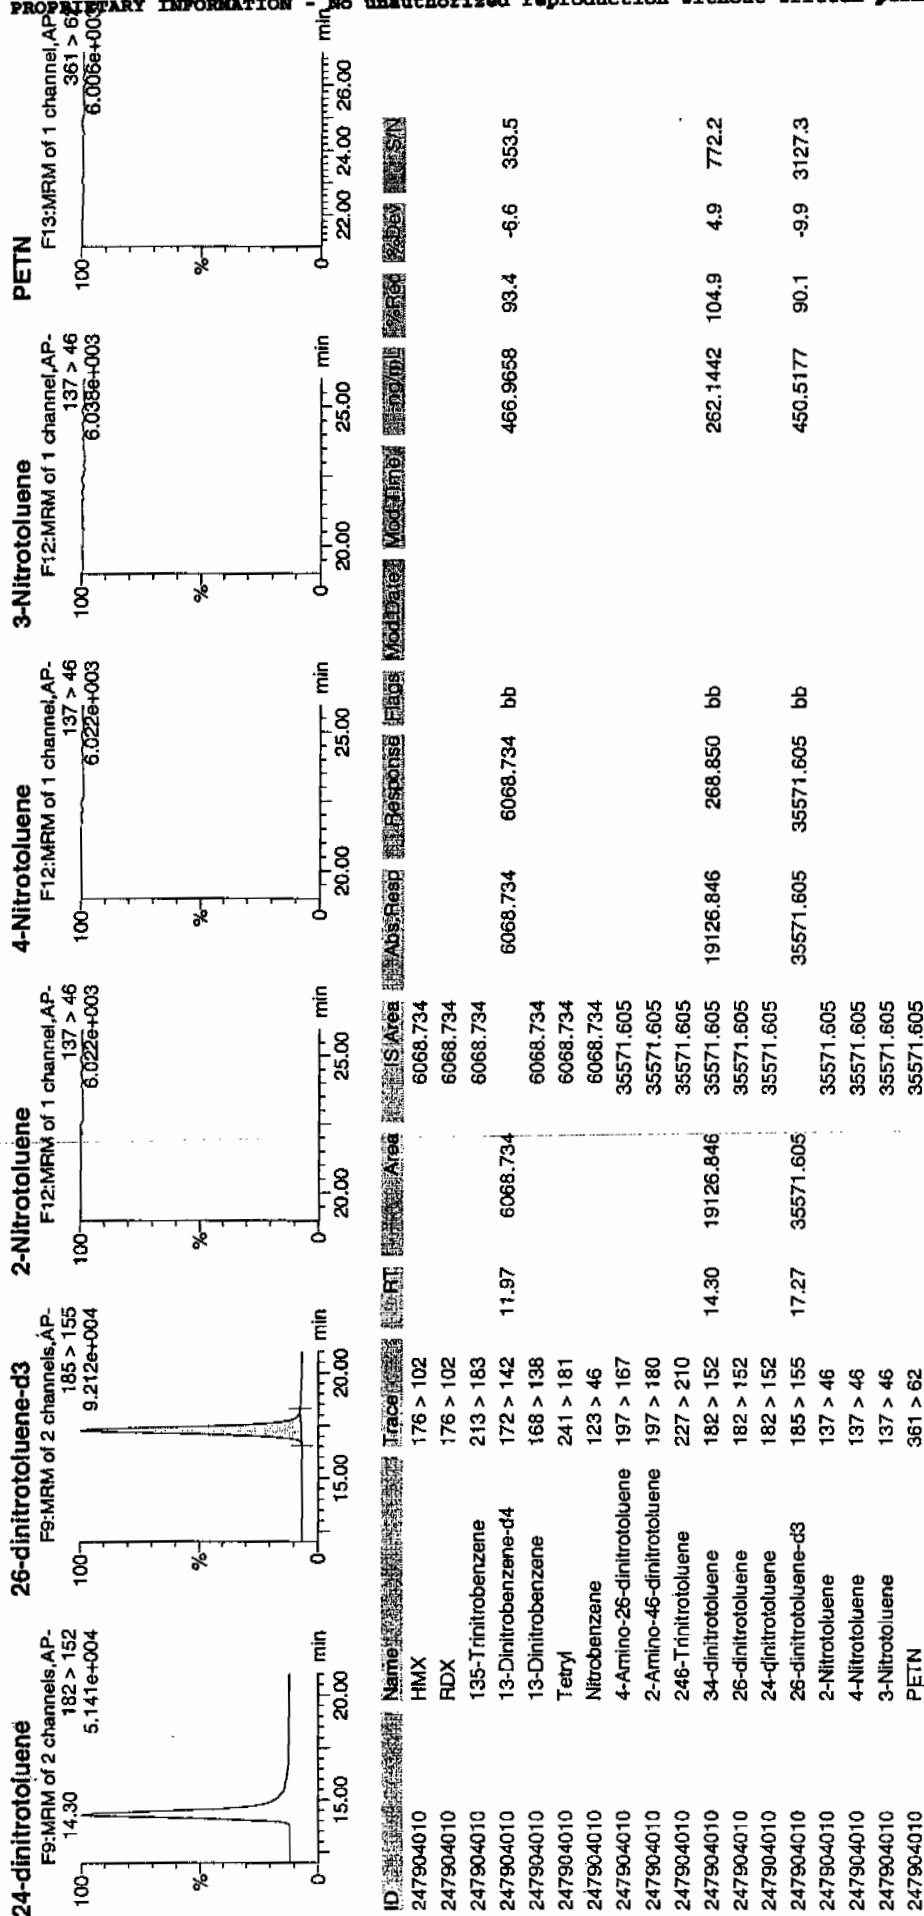 PROPRIETARY INFORMATION - No unauthorized reproduction without written
24-dinitrotoluene
F9:MRM of 2 channels,AP-
14.30 182 > 152
5.141e+004
100
%
0
15.00 20.00 min
26-dinitrotoluene-d3
F9:MRM of 2 channels,AP-
185 > 155
9.212e+004
100
%
0
15.00 20.00 min
2-Nitrotoluene
F12:MRM of 1 channel,AP-
137 > 46
6.022e+003
100
%
0
20.00 25.00 min
4-Nitrotoluene
F12:MRM of 1 channel,AP-
137 > 46
6.022e+003
100
%
0
20.00 25.00 min
3-Nitrotoluene
F12:MRM of 1 channel,AP-
137 > 46
6.038e+003
100
%
0
20.00 25.00 min
PETN
F13:MRM of 1 channel,AP
361 > 6
6.006e+003
100
%
0
22.00 24.00 26.00 min
ID Name Trace RT Area IS Area Abs.Resp Response Flags Mod.Date Mod.Time ng/mL %Rec %Dev S/N
247904010 HMX 176 > 102 6068.734
247904010 RDX 176 > 102 6068.734
247904010 135-Trinitrobenzene 213 > 183 6068.734
247904010 13-Dinitrobenzene-d4 172 > 142 11.97 6068.734 6068.734 6068.734 bb 466.9658 93.4 -6.6 353.5
247904010 13-Dinitrobenzene 168 > 138 6068.734
247904010 Tetryl 241 > 181 6068.734
247904010 Nitrobenzene 123 > 46 6068.734
247904010 4-Amino-26-dinitrotoluene 197 > 167 35571.605
247904010 2-Amino-46-dinitrotoluene 197 > 180 35571.605
247904010 246-Trinitrotoluene 227 > 210 35571.605
247904010 34-dinitrotoluene 182 > 152 14.30 19126.846 35571.605 19126.846 268.850 bb 262.1442 104.9 4.9 772.2
247904010 26-dinitrotoluene 182 > 152 35571.605
247904010 24-dinitrotoluene 182 > 152 35571.605
247904010 26-dinitrotoluene-d3 185 > 155 17.27 35571.605 35571.605 35571.605 bb 450.5177 90.1 -9.9 3127.3
247904010 2-Nitrotoluene 137 > 46 35571.605
247904010 4-Nitrotoluene 137 > 46 35571.605
247904010 3-Nitrotoluene 137 > 46 35571.605
247904010 PETN 361 > 62 35571.605